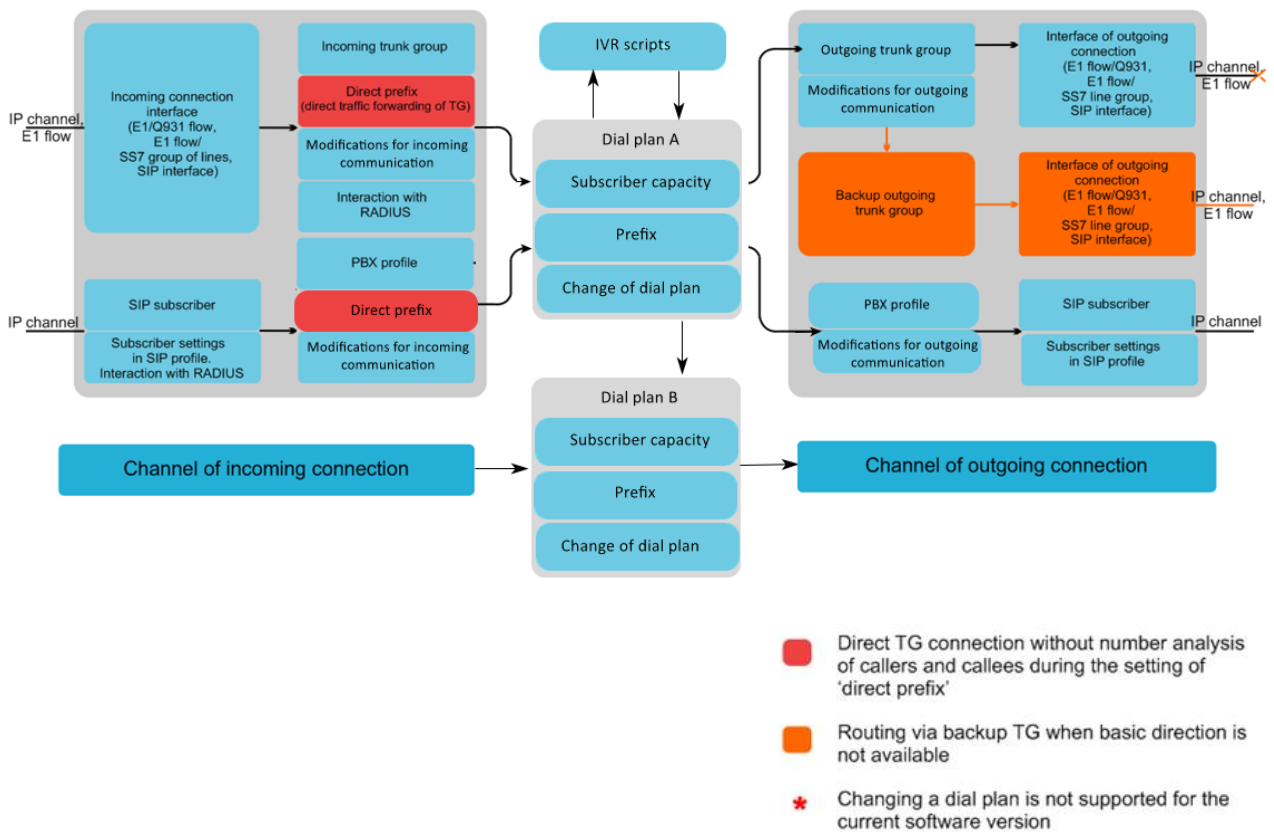 IP channel,
E1 flow
Incoming connection
interface
(E1/Q931 flow,
E1 flow/
SS7 group of lines,
SIP interface)
Incoming trunk group
Direct prefix
(direct traffic forwarding of TG)
Modifications for incoming
communication
Interaction with
RADIUS
IP channel
SIP subscriber
Subscriber settings
in SIP profile.
Interaction with RADIUS
PBX profile
Direct prefix
Modifications for incoming
communication
IVR scripts
Dial plan A
Subscriber capacity
Prefix
Change of dial plan
Outgoing trunk group
Modifications for outgoing
communication
Interface of outgoing
connection
(E1 flow/Q931,
E1 flow/
SS7 line group,
SIP interface)
IP channel,
E1 flow
Backup outgoing
trunk group
Interface of outgoing
connection
(E1 flow/Q931,
E1 flow/
SS7 line group,
SIP interface)
IP channel,
E1 flow
PBX profile
Modifications for outgoing
communication
SIP subscriber
Subscriber settings
in SIP profile
IP channel
Channel of incoming connection
Dial plan B
Subscriber capacity
Prefix
Change of dial plan
Channel of outgoing connection
Direct TG connection without number analysis
of callers and callees during the setting of
‘direct prefix’
Routing via backup TG when basic direction is
not available
* Changing a dial plan is not supported for the
current software version